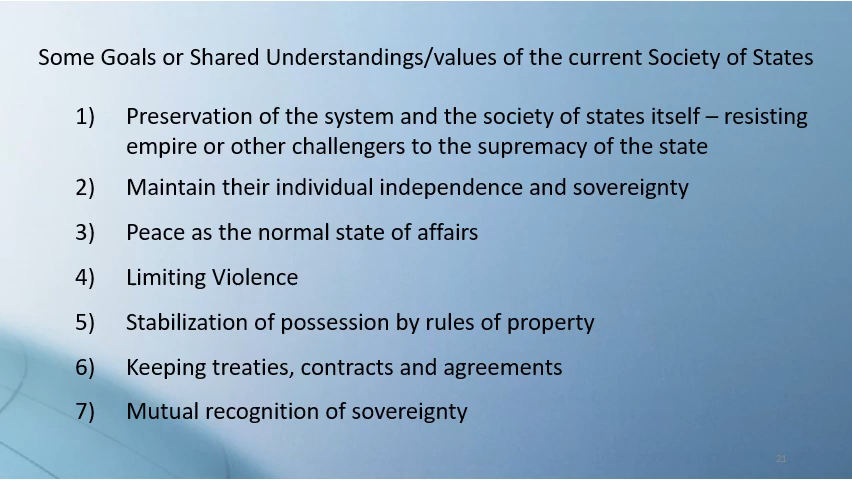 Some Goals or Shared Understandings/values of the current Society of States
1) Preservation of the system and the society of states itself – resisting
empire or other challengers to the supremacy of the state
2) Maintain their individual independence and sovereignty
3) Peace as the normal state of affairs
4) Limiting Violence
5) Stabilization of possession by rules of property
6) Keeping treaties, contracts and agreements
7) Mutual recognition of sovereignty
21